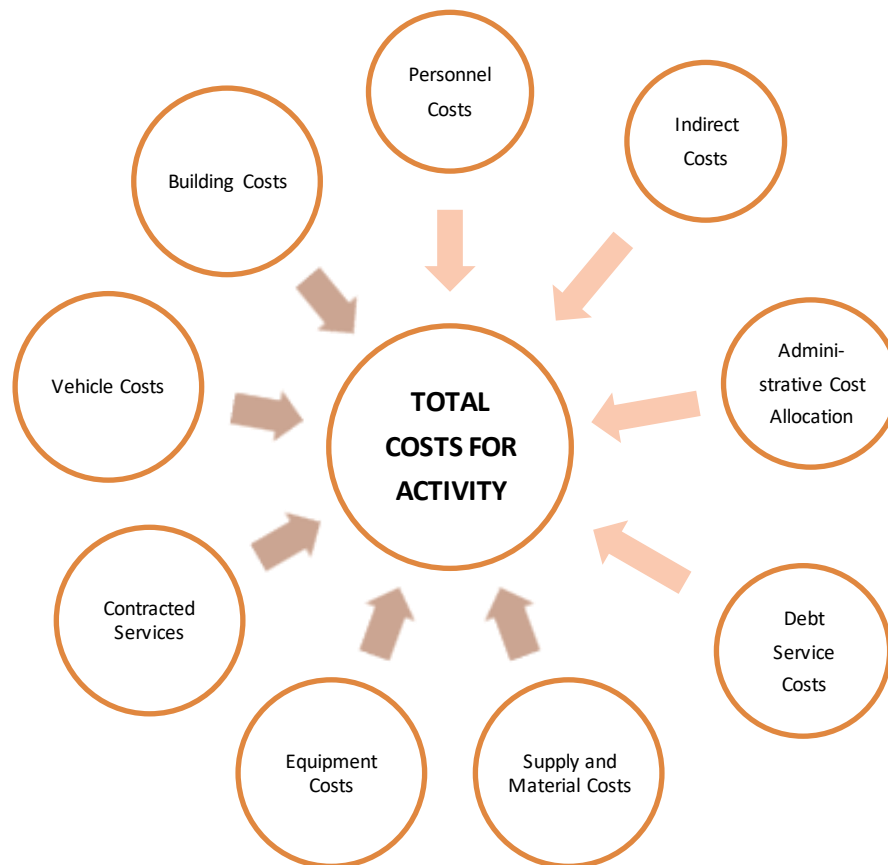 Personnel
Costs
Indirect
Costs
Building Costs
Admini-
strative Cost
Allocation
Vehicle Costs
TOTAL
COSTS FOR
ACTIVITY
Contracted
Services
Debt
Service
Costs
Equipment
Costs
Supply and
Material Costs